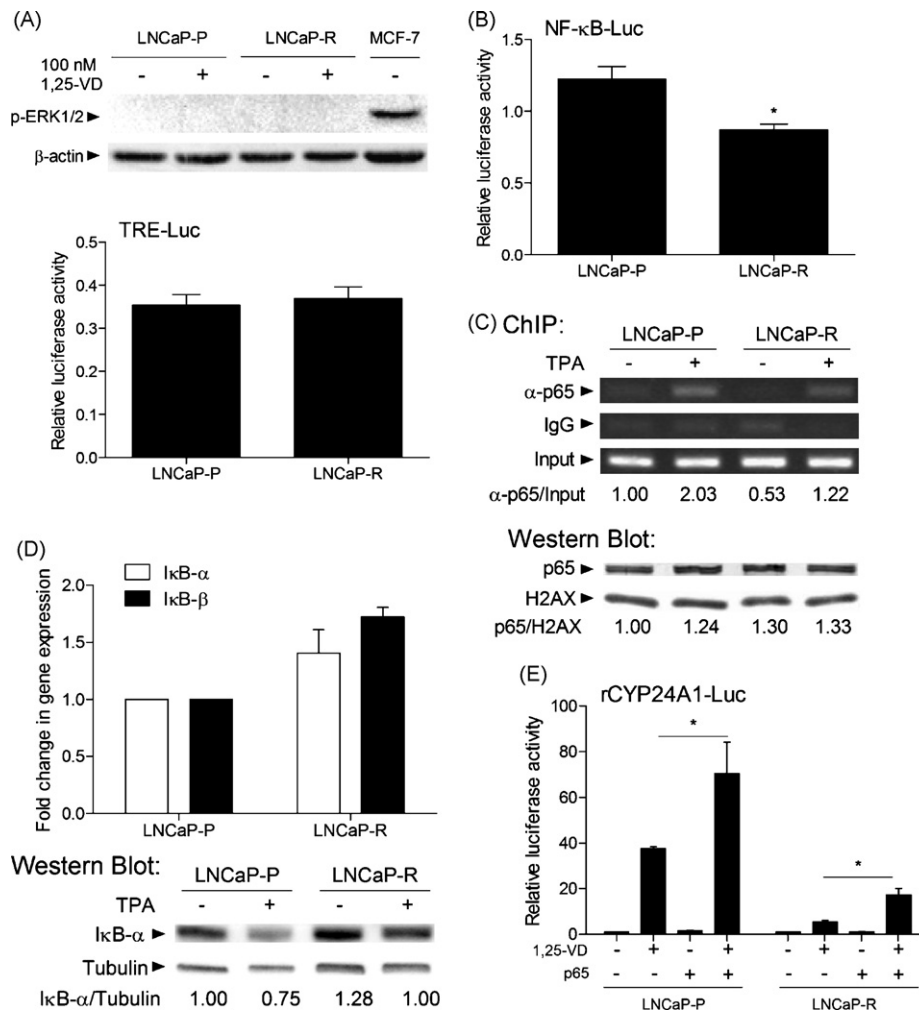 (A)
LNCaP-P LNCaP-R MCF-7
100 nM
1,25-VD - + - + -
p-ERK1/2
β-actin
TRE-Luc
Relative luciferase activity
0.5
0.4
0.3
0.2
0.1
0.0
LNCaP-P LNCaP-R
(B)
NF-κB-Luc
Relative luciferase activity
1.5
1.0
0.5
0.0
*
LNCaP-P LNCaP-R
(C) ChIP:
LNCaP-P LNCaP-R
TPA - + - +
α-p65
IgG
Input
α-p65/Input 1.00 2.03 0.53 1.22
Western Blot:
p65
H2AX
p65/H2AX 1.00 1.24 1.30 1.33
(D)
IκB-α
IκB-β
Fold change in gene expression
2.0
1.5
1.0
0.5
0.0
LNCaP-P LNCaP-R
Western Blot:
LNCaP-P LNCaP-R
TPA - + - +
IκB-α
Tubulin
IκB-α/Tubulin 1.00 0.75 1.28 1.00
(E)
rCYP24A1-Luc
Relative luciferase activity
100
80
60
40
20
0
*
*
1,25-VD - + - + - + - +
p65 - - + + - - + +
LNCaP-P LNCaP-R